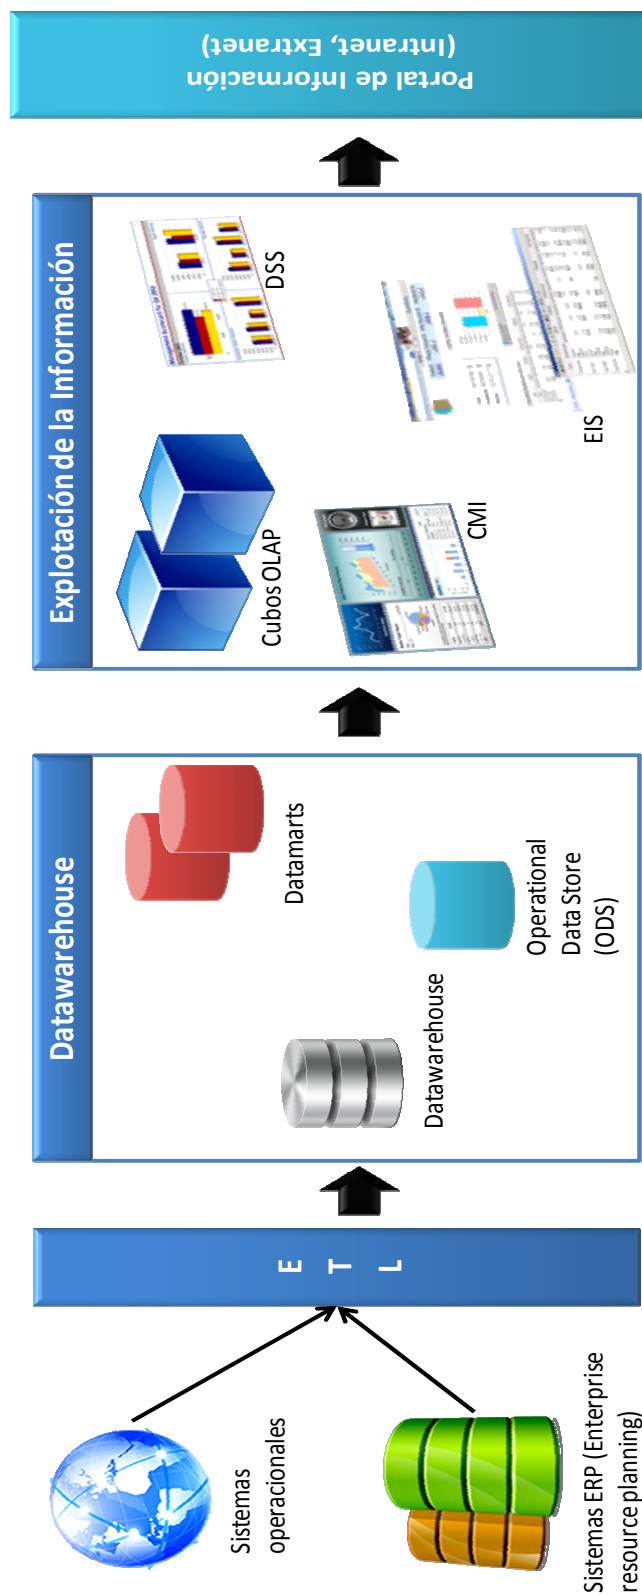 Sistemas
operacionales
Sistemas ERP (Enterprise
resource planning)
E
T
L
Datawarehouse
Datamarts
Datawarehouse
Operational
Data Store
(ODS)
Explotación de la Información
Cubos OLAP
DSS
CMI
EIS
Portal de Información
(Intranet, Extranet)